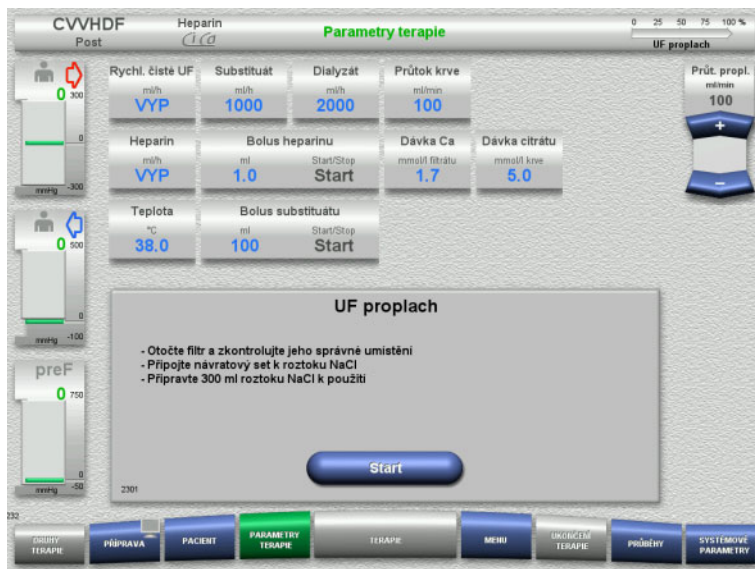 CVVHDF Heparin
Post Ci Ca
Parametry terapie
0 25 50 75 100 %
UF proplach
0 300
0
mmHg -300
0 500
0
mmHg -100
preF
0 750
0
mmHg -50
Rychl. čisté UF Substituát Dialyzát Průtok krve
ml/h ml/h ml/h ml/min
VYP 1000 2000 100
Heparin Bolus heparinu Dávka Ca Dávka citrátu
ml/h ml Start/Stop mmol/l filtrátu mmol/l krve
VYP 1.0 Start 1.7 5.0
Teplota Bolus substituátu
°C ml Start/Stop
38.0 100 Start
Průt. propl.
ml/min
100
+
–
UF proplach
- Otočte filtr a zkontrolujte jeho správné umístění
- Připojte návratový set k roztoku NaCl
- Připravte 300 ml roztoku NaCl k použití
Start
2301
232
DRUHY TERAPIE PŘÍPRAVA PACIENT PARAMETRY TERAPIE TERAPIE MENU UKONČENÍ TERAPIE PRŮBĚHY SYSTÉMOVÉ PARAMETRY